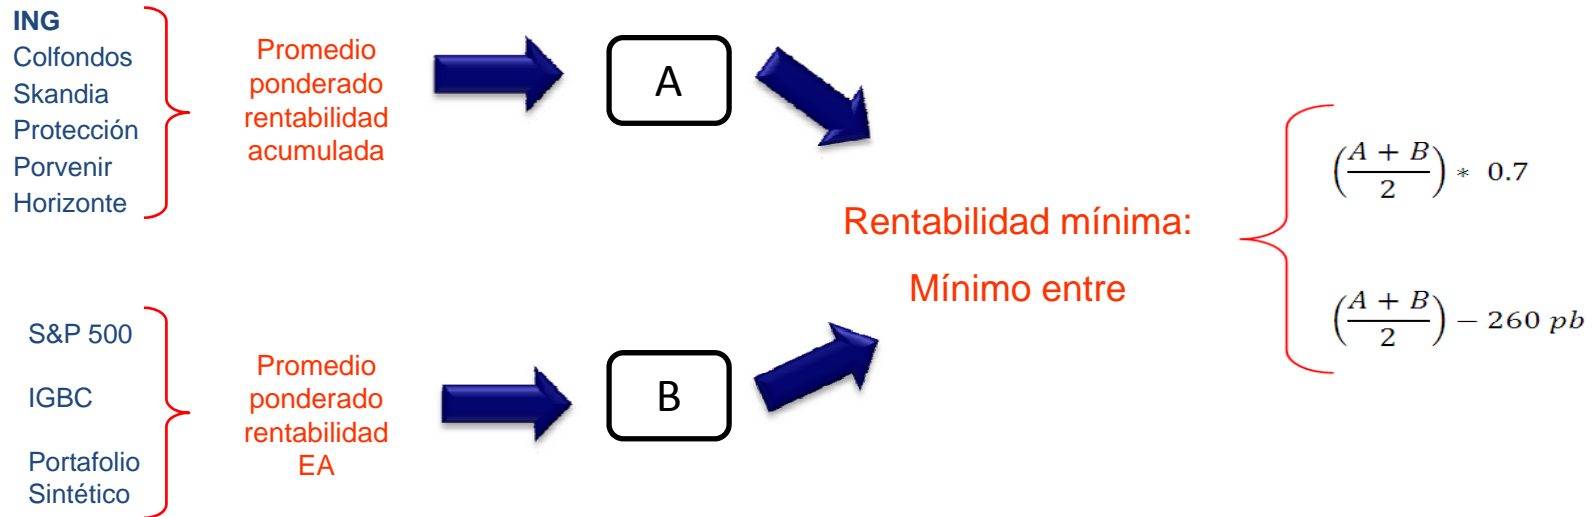 ING
Colfondos
Skandia
Protección
Porvenir
Horizonte
Promedio
ponderado
rentabilidad
acumulada
A
S&P 500
IGBC
Portafolio
Sintético
Promedio
ponderado
rentabilidad
EA
B
Rentabilidad mínima:
Mínimo entre
(A + B / 2) * 0.7
(A + B / 2) − 260 pb